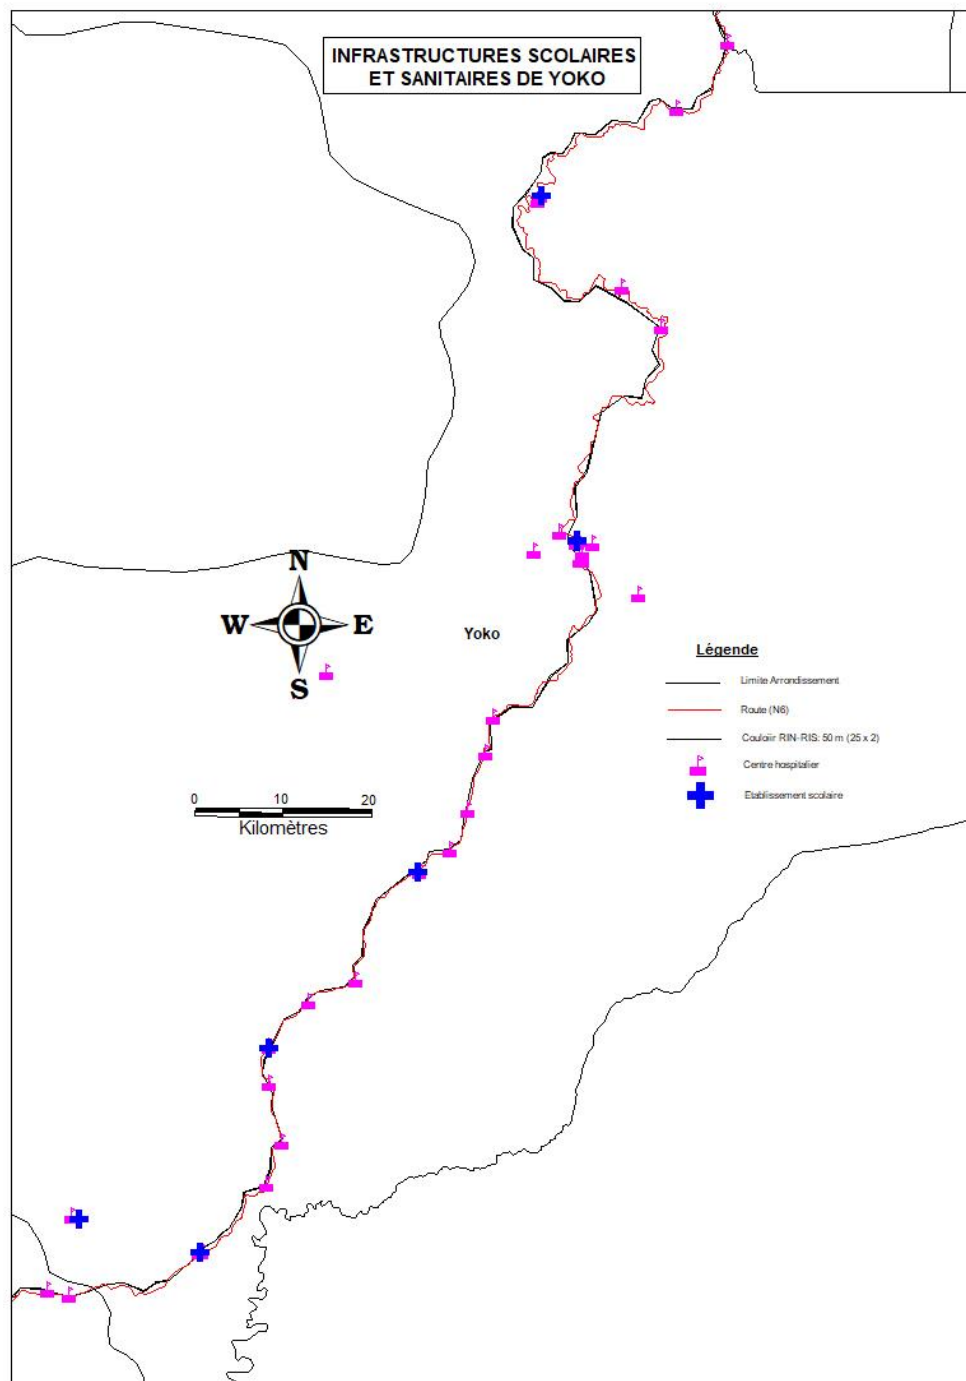 INFRASTRUCTURES SCOLAIRES
ET SANITAIRES DE YOKO
N
W
E
S
Yoko
Légende
Limite Arrondissement
Route (N6)
Couloiir RIN-RIS: 50 m (25 x 2)
Centre hospitalier
Etablissement scolaire
0 10 20
Kilomètres